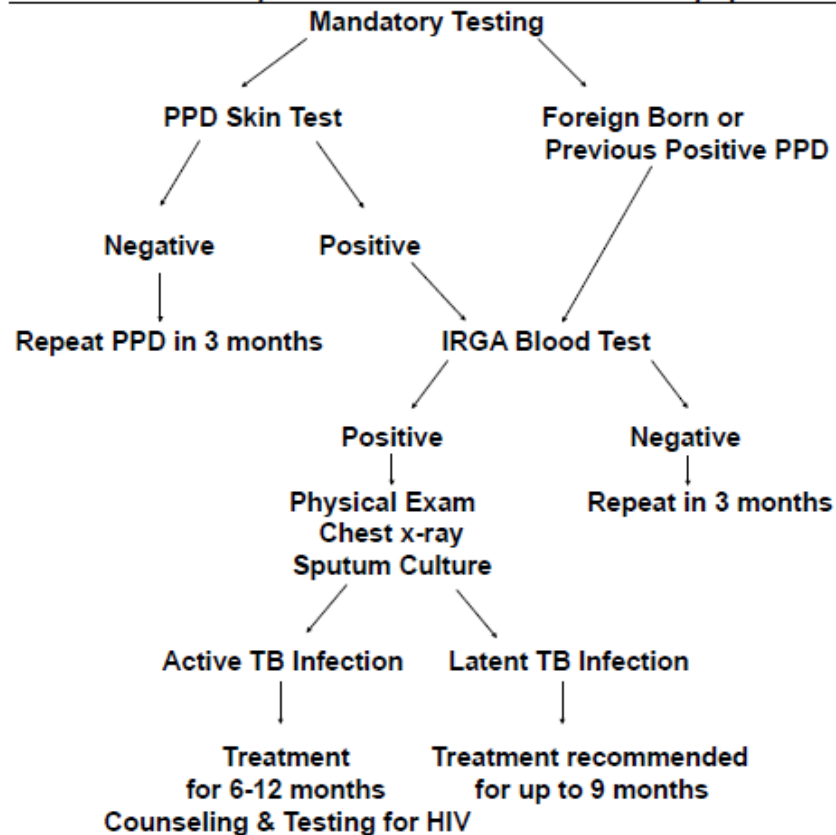 Mandatory Testing
PPD Skin Test
Foreign Born or
Previous Positive PPD
Negative
Positive
Repeat PPD in 3 months
IRGA Blood Test
Positive
Negative
Physical Exam
Chest x-ray
Sputum Culture
Repeat in 3 months
Active TB Infection
Latent TB Infection
Treatment
for 6-12 months
Counseling & Testing for HIV
Treatment recommended
for up to 9 months